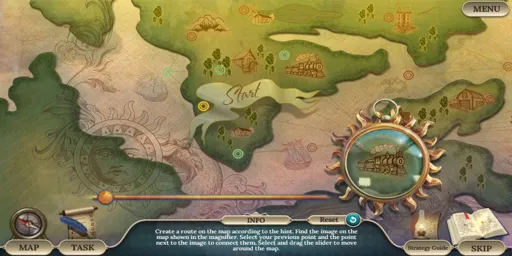 MENU
Start
INFO
Reset
Create a route on the map according to the hint. Find the image on the
map shown in the magnifier. Select your previous point and the point
next to the image to connect them. Select and drag the slider to move
around the map.
MAP
TASK
Strategy Guide
SKIP